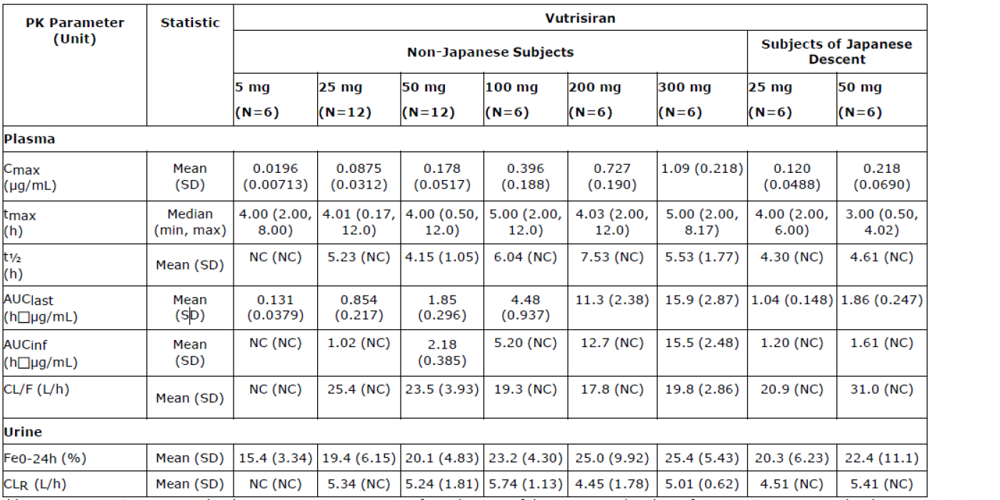 PK Parameter (Unit) Statistic Vutrisiran
Non-Japanese Subjects Subjects of Japanese Descent
5 mg (N=6) 25 mg (N=12) 50 mg (N=12) 100 mg (N=6) 200 mg (N=6) 300 mg (N=6) 25 mg (N=6) 50 mg (N=6)
Plasma
Cmax (µg/mL) Mean (SD) 0.0196 (0.00713) 0.0875 (0.0312) 0.178 (0.0517) 0.396 (0.188) 0.727 (0.190) 1.09 (0.218) 0.120 (0.0488) 0.218 (0.0690)
tmax (h) Median (min, max) 4.00 (2.00, 8.00) 4.01 (0.17, 12.0) 4.00 (0.50, 12.0) 5.00 (2.00, 12.0) 4.03 (2.00, 12.0) 5.00 (2.00, 8.17) 4.00 (2.00, 6.00) 3.00 (0.50, 4.02)
t½ (h) Mean (SD) NC (NC) 5.23 (NC) 4.15 (1.05) 6.04 (NC) 7.53 (NC) 5.53 (1.77) 4.30 (NC) 4.61 (NC)
AUClast (h□µg/mL) Mean (SD) 0.131 (0.0379) 0.854 (0.217) 1.85 (0.296) 4.48 (0.937) 11.3 (2.38) 15.9 (2.87) 1.04 (0.148) 1.86 (0.247)
AUCinf (h□µg/mL) Mean (SD) NC (NC) 1.02 (NC) 2.18 (0.385) 5.20 (NC) 12.7 (NC) 15.5 (2.48) 1.20 (NC) 1.61 (NC)
CL/F (L/h) Mean (SD) NC (NC) 25.4 (NC) 23.5 (3.93) 19.3 (NC) 17.8 (NC) 19.8 (2.86) 20.9 (NC) 31.0 (NC)
Urine
Fe0-24h (%) Mean (SD) 15.4 (3.34) 19.4 (6.15) 20.1 (4.83) 23.2 (4.30) 25.0 (9.92) 25.4 (5.43) 20.3 (6.23) 22.4 (11.1)
CLR (L/h) Mean (SD) NC (NC) 5.34 (NC) 5.24 (1.81) 5.74 (1.13) 4.45 (1.78) 5.01 (0.62) 4.51 (NC) 5.41 (NC)